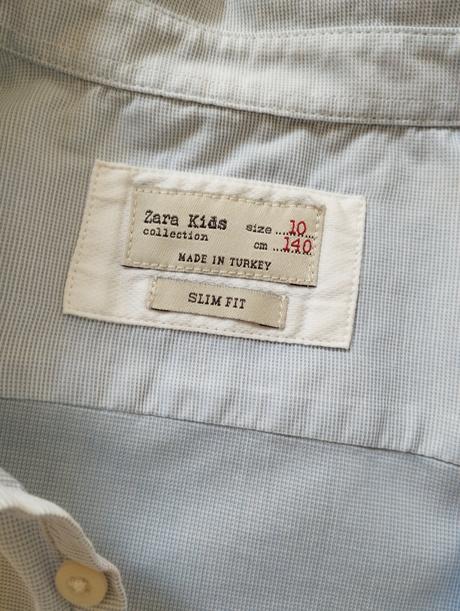 Zara Kids
collection
size ....10....
cm ...140...
MADE IN TURKEY
SLIM FIT